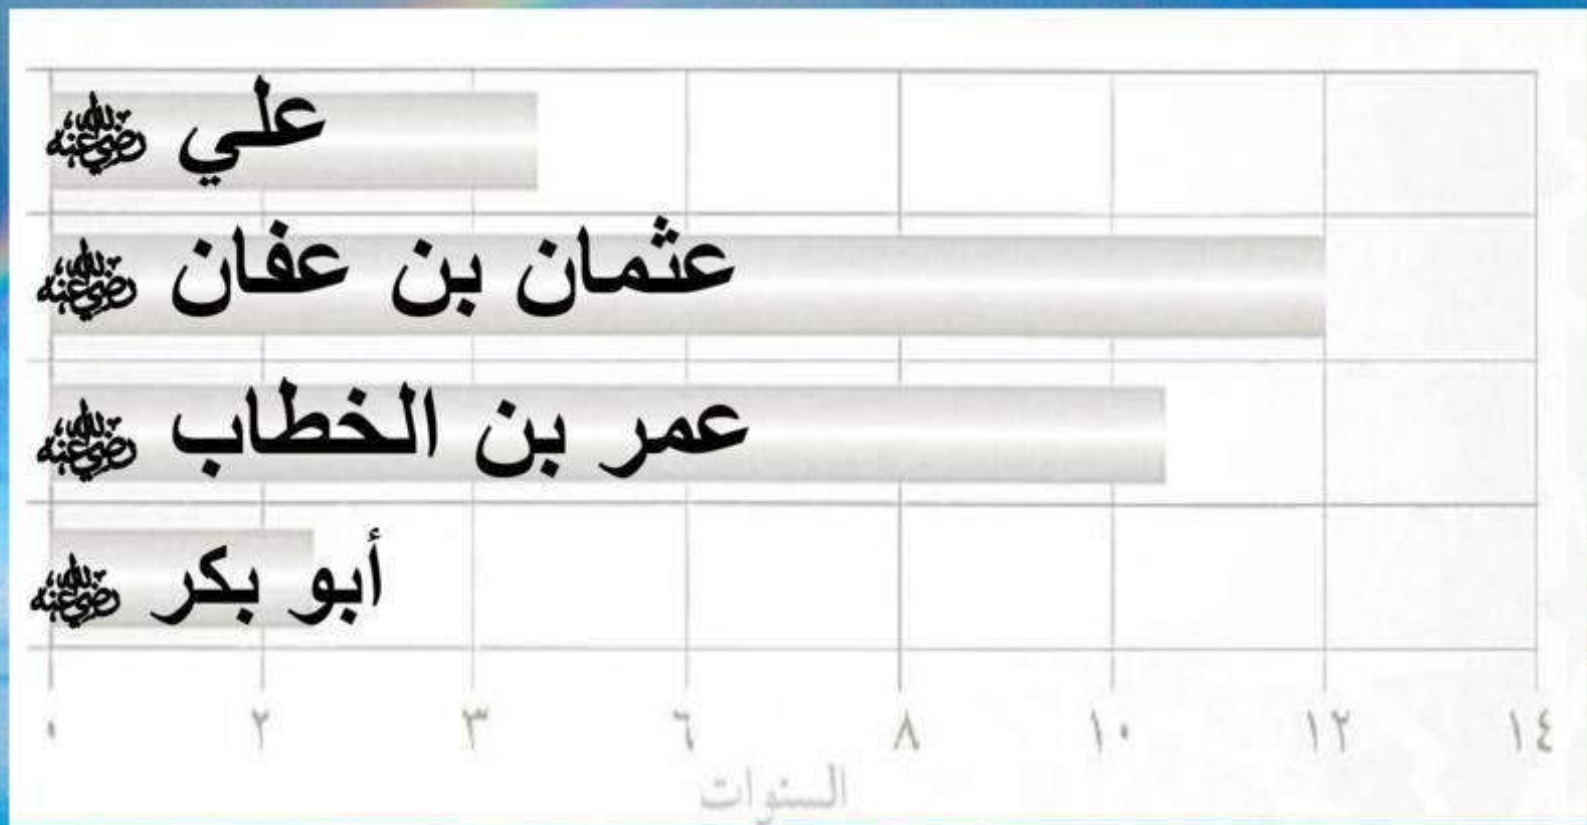 علي رضي الله عنه
عثمان بن عفان رضي الله عنه
عمر بن الخطاب رضي الله عنه
أبو بكر رضي الله عنه
٠ ٢ ٣ ٦ ٨ ١٠ ١٢ ١٤
السنوات